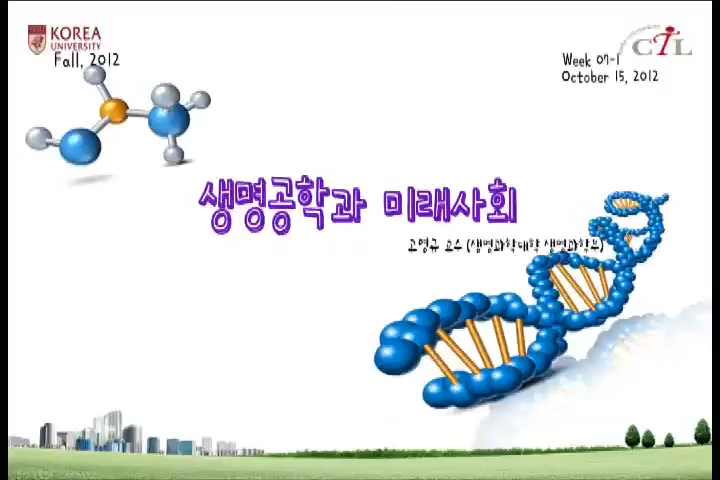 KOREA
UNIVERSITY
Fall, 2012
CTL
Week 07-1
October 15, 2012
생명공학과 미래사회
고영규 교수 (생명과학대학 생명과학부)